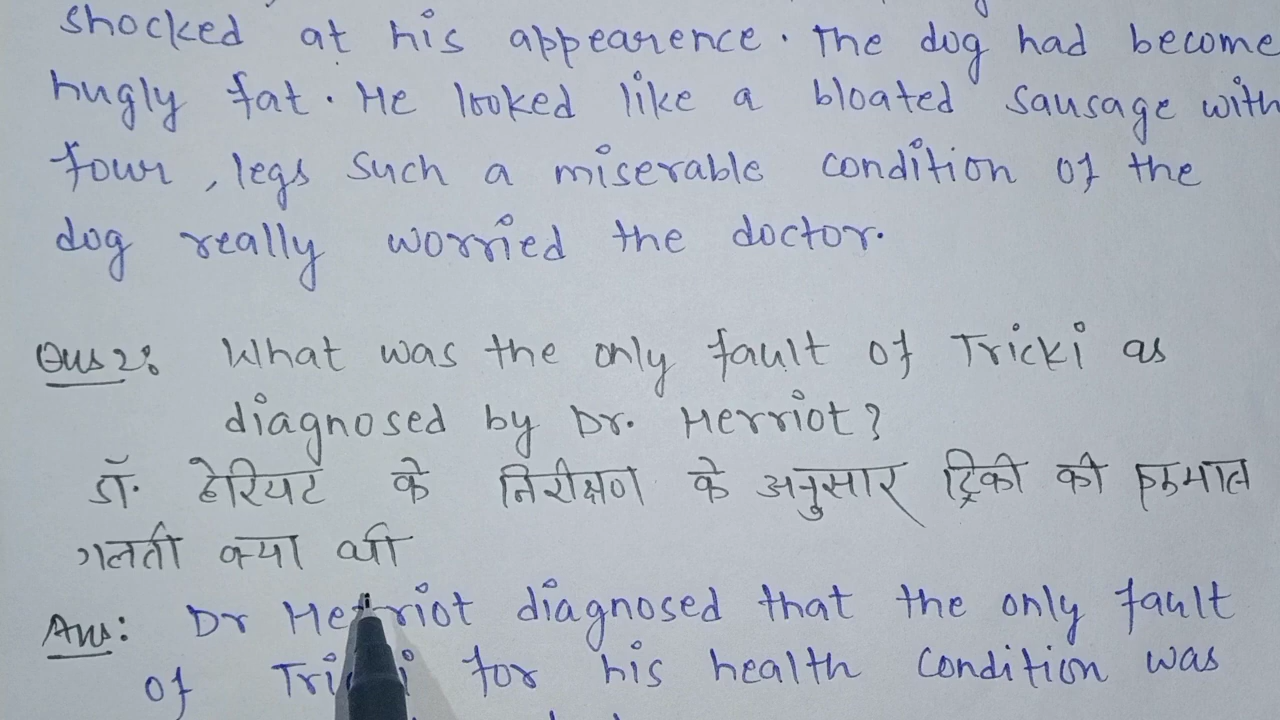 shocked at his appearence. The dog had become
hugly fat. He looked like a bloated sausage with
four, legs such a miserable condition of the
dog really worried the doctor.
Ques 2: What was the only fault of Tricki as
diagnosed by Dr. Herriot?
डॉ. हेरियट के निरीक्षण के अनुसार ट्रिकी की एकमात्र
गलती क्या थी
Ans: Dr Herriot diagnosed that the only fault
of Tricki for his health condition was